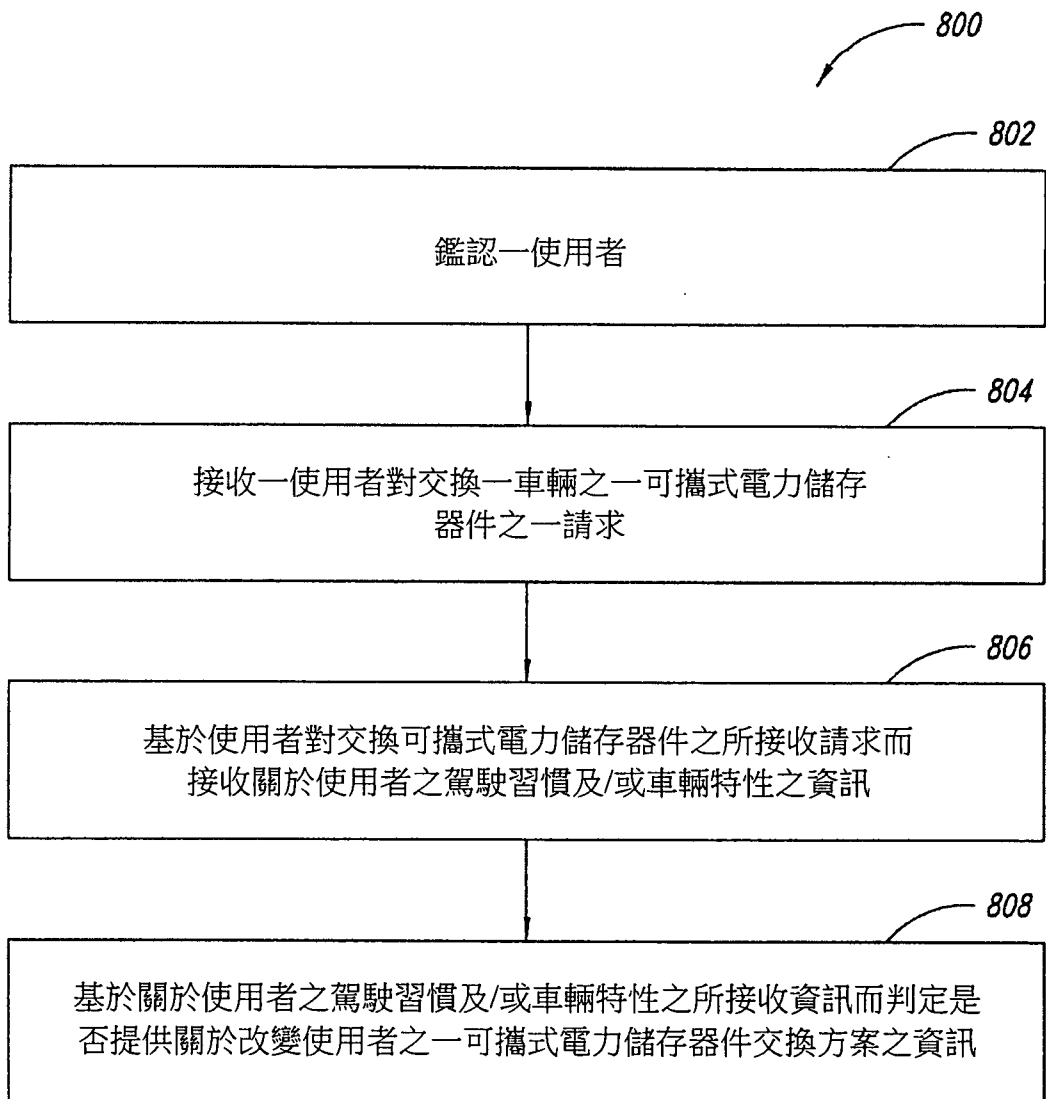 800
802
鑑認一使用者
804
接收一使用者對交換一車輛之一可攜式電力儲存
器件之一請求
806
基於使用者對交換可攜式電力儲存器件之所接收請求而
接收關於使用者之駕駛習慣及/或車輛特性之資訊
808
基於關於使用者之駕駛習慣及/或車輛特性之所接收資訊而判定是
否提供關於改變使用者之一可攜式電力儲存器件交換方案之資訊